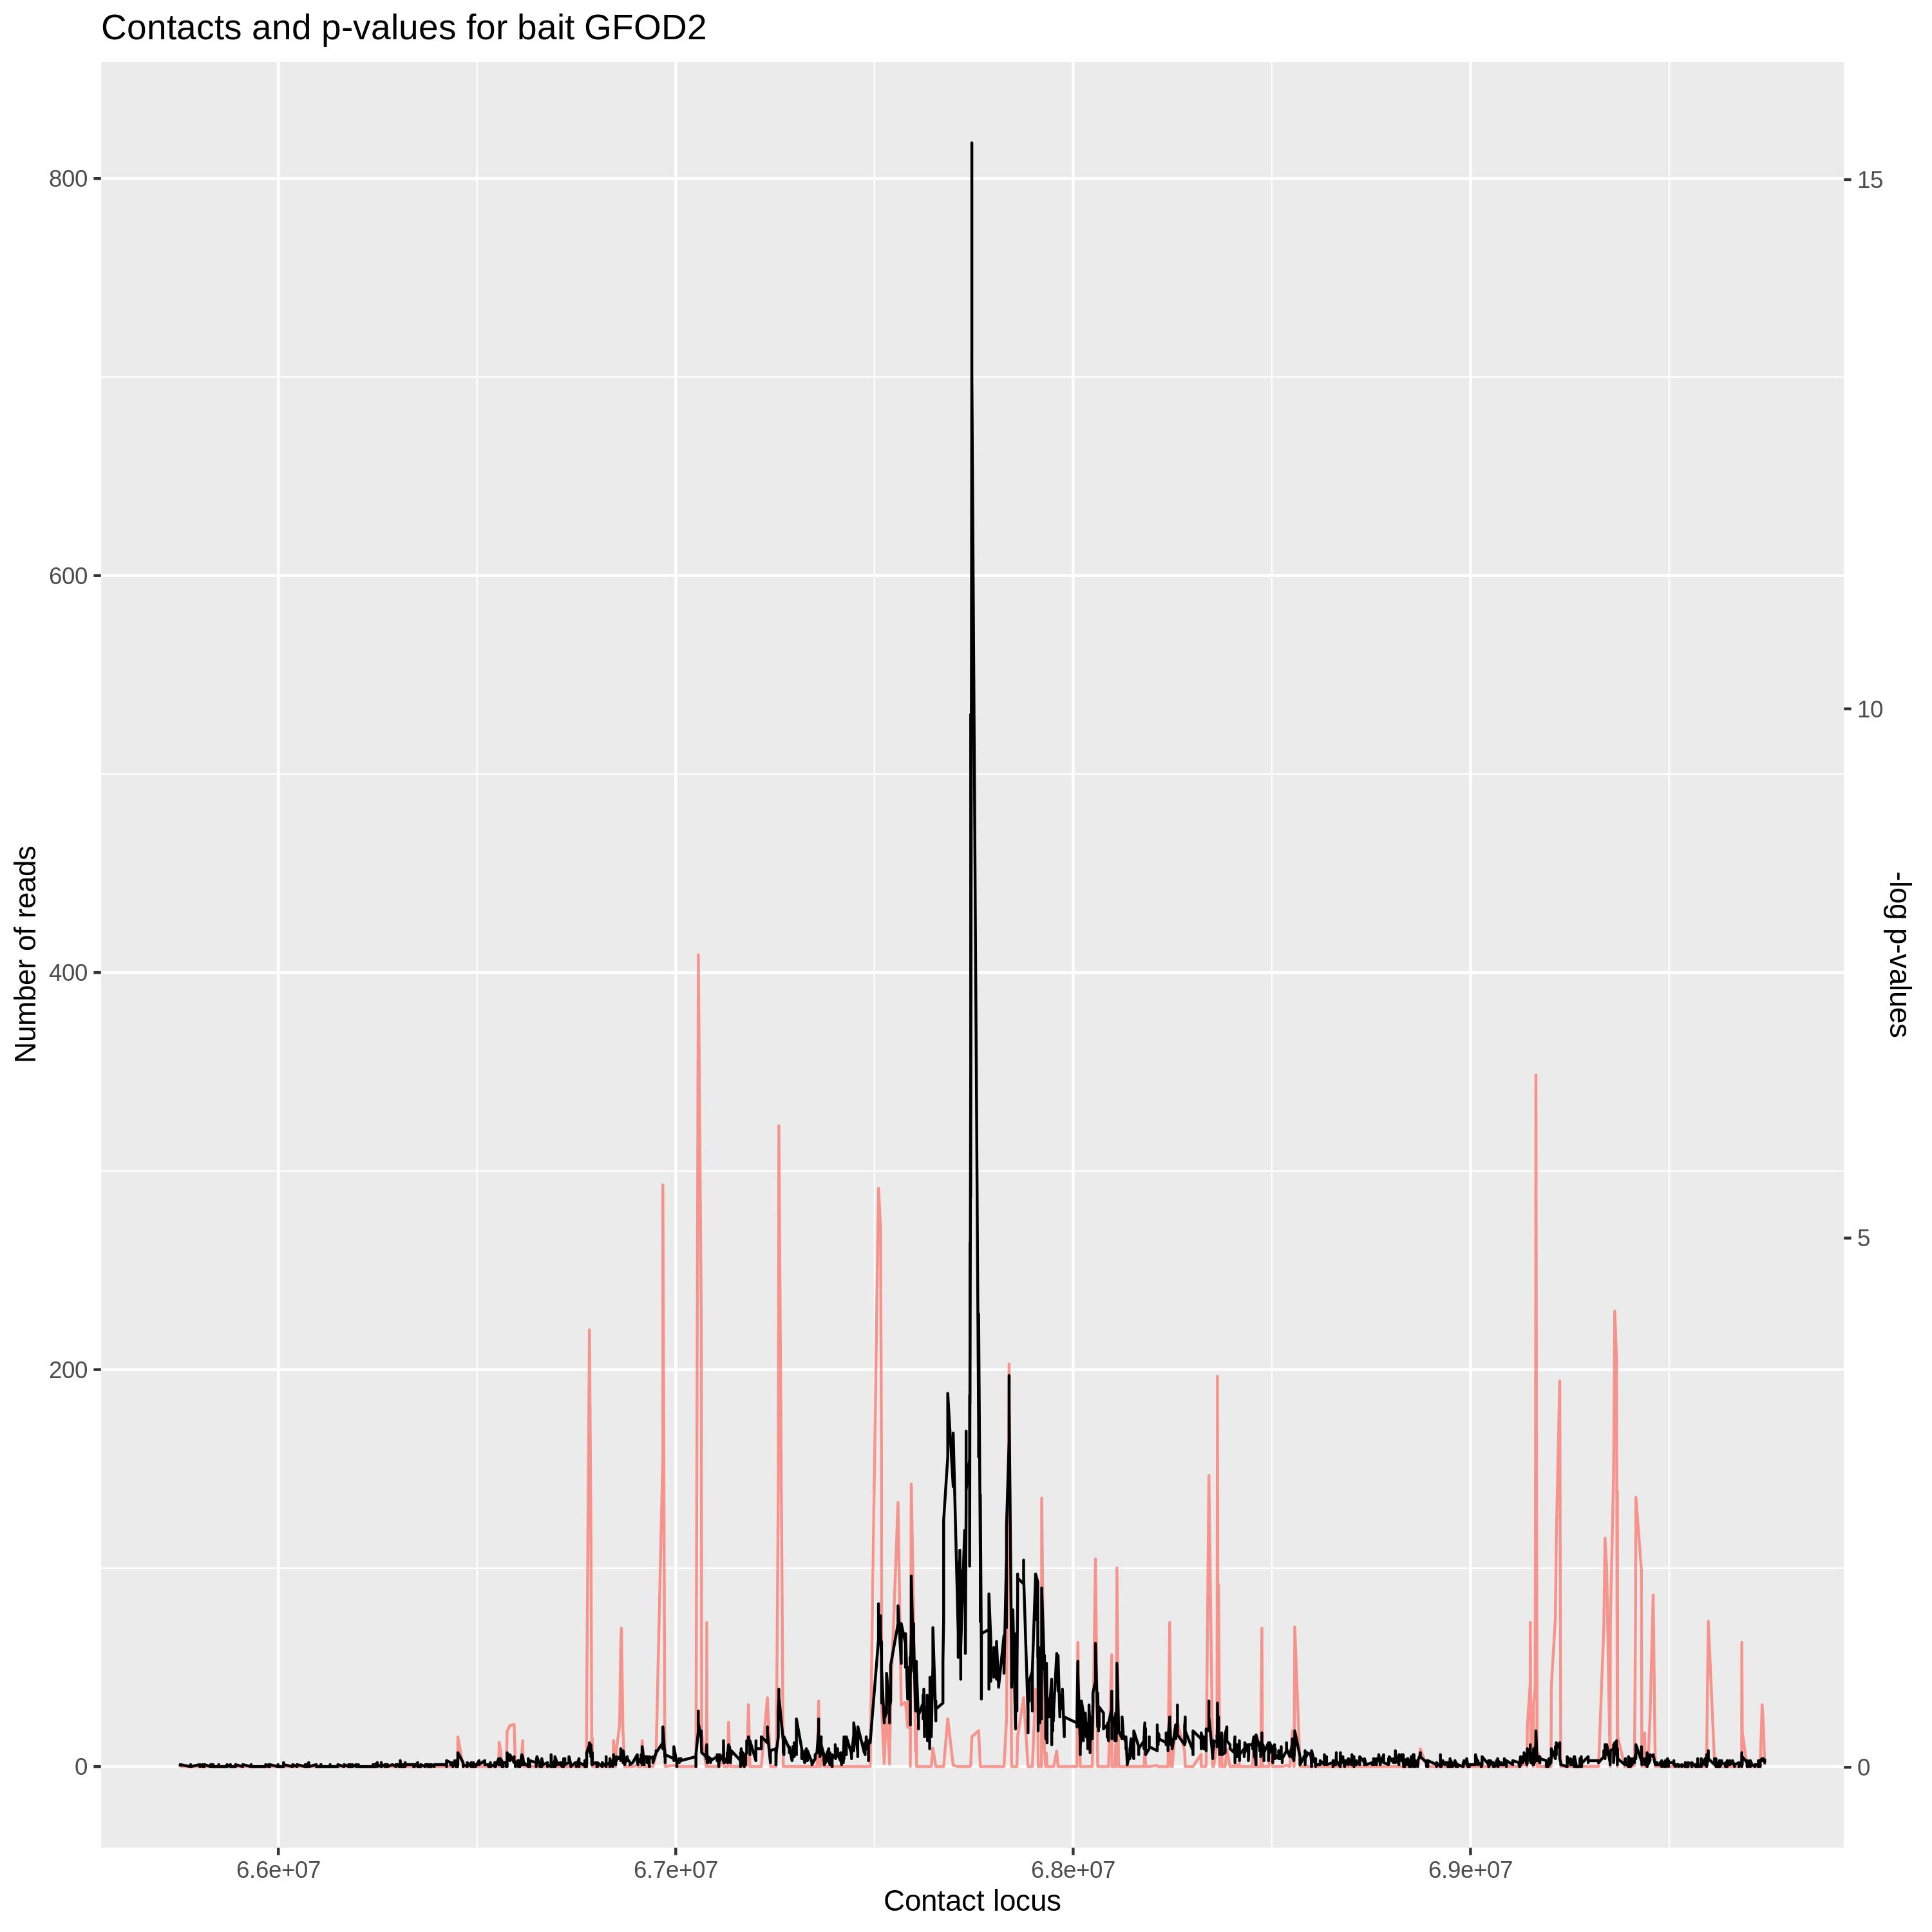 Contacts and p-values for bait GFOD2
800
600
400
200
0
Number of reads
15
10
5
0
-log p-values
6.6e+07
6.7e+07
6.8e+07
6.9e+07
Contact locus